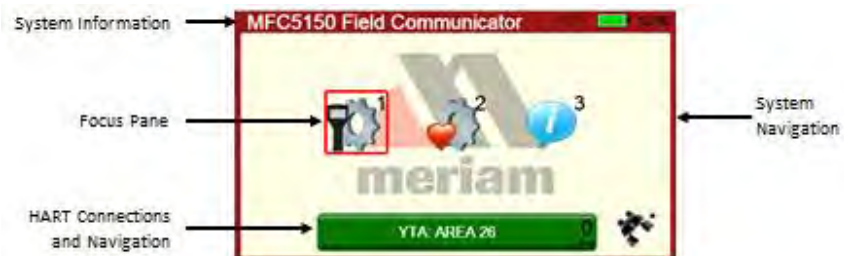 System Information
MFC5150 Field Communicator
Focus Pane
1
2
3
i
meriam
System
Navigation
HART Connections
and Navigation
YTA: AREA 26
0